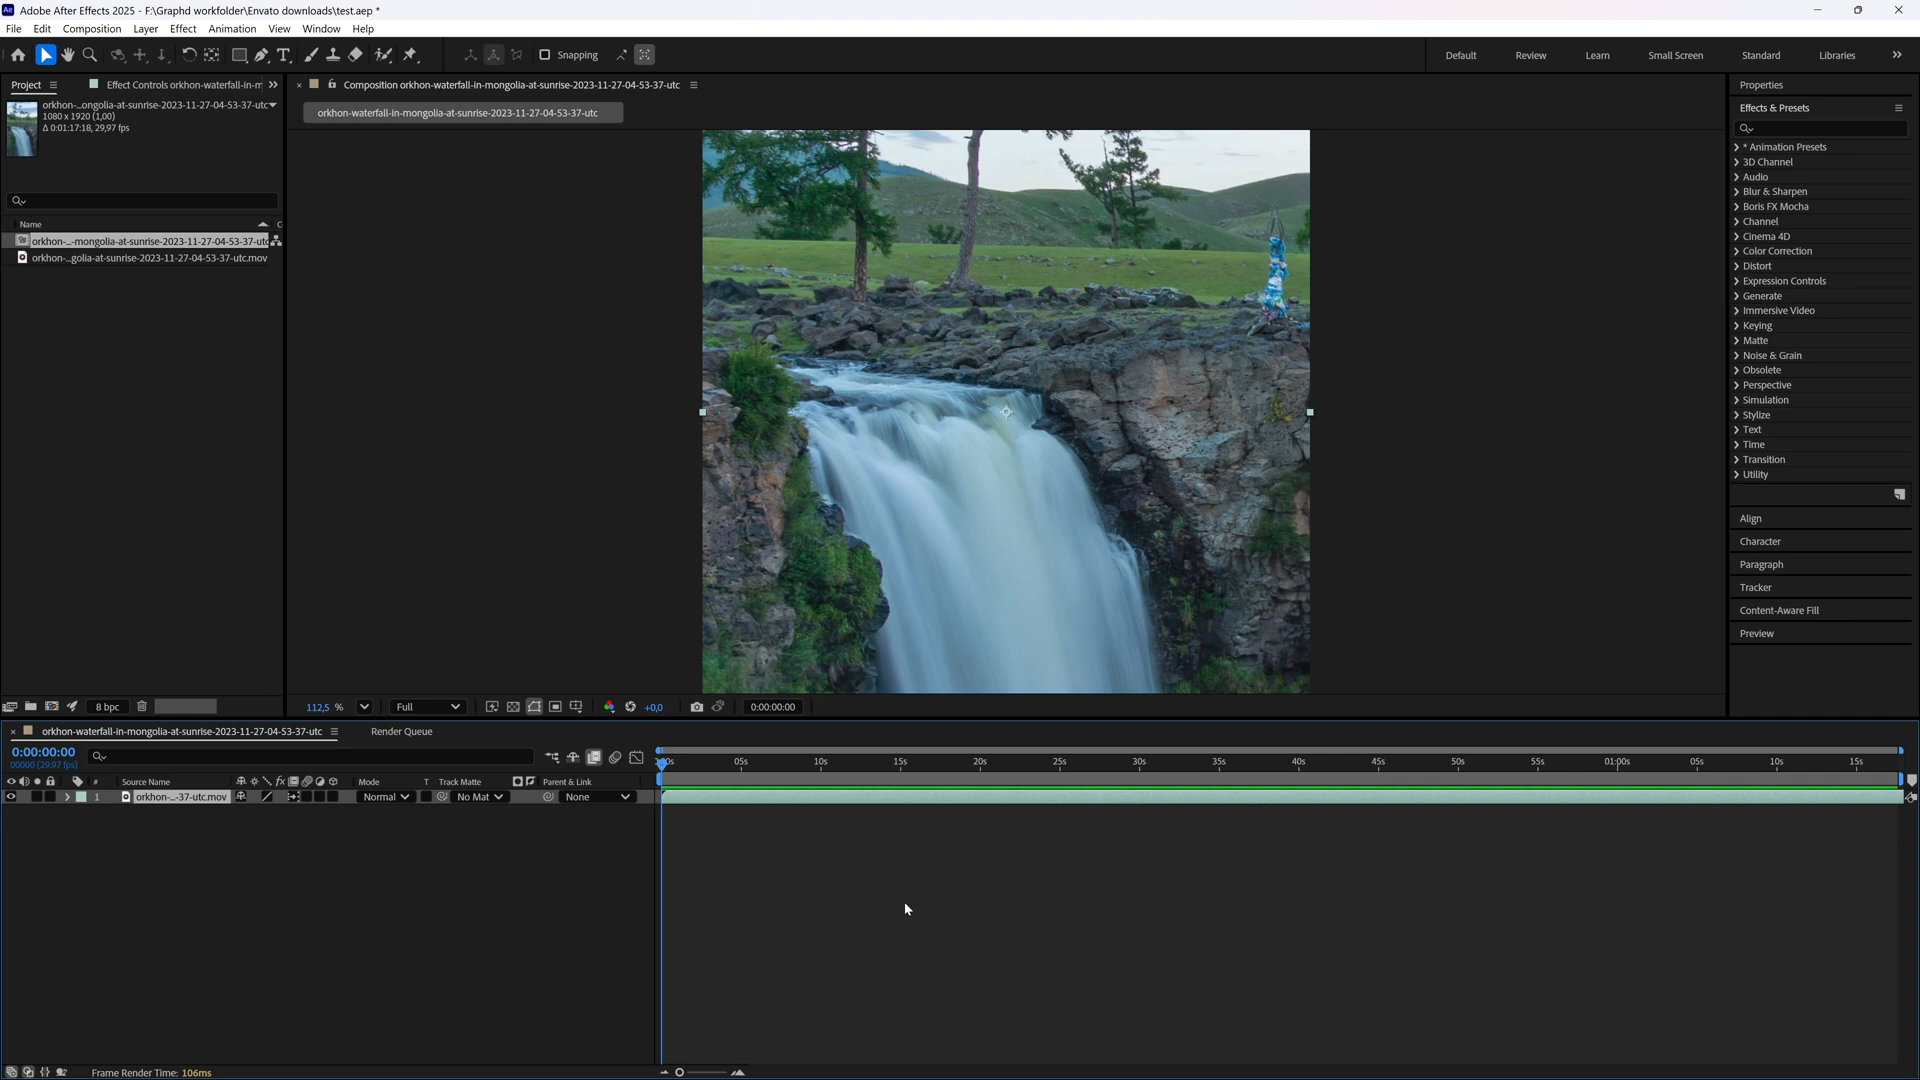 Adobe After Effects 2025 - F:\Graphd workfolder\Envato downloads\test.aep *
File Edit Composition Layer Effect Animation View Window Help
Snapping
Default Review Learn Small Screen Standard Libraries
Project
Effect Controls orkhon-waterfall-in-m
Composition orkhon-waterfall-in-mongolia-at-sunrise-2023-11-27-04-53-37-utc
Properties
orkhon-...ongolia-at-sunrise-2023-11-27-04-53-37-utc
1080 x 1920 (1,00)
Δ 0:01:17:18, 29,97 fps
orkhon-waterfall-in-mongolia-at-sunrise-2023-11-27-04-53-37-utc
Effects & Presets
* Animation Presets
3D Channel
Audio
Blur & Sharpen
Boris FX Mocha
Channel
Cinema 4D
Color Correction
Distort
Expression Controls
Generate
Immersive Video
Keying
Matte
Noise & Grain
Obsolete
Perspective
Simulation
Stylize
Text
Time
Transition
Utility
Align
Character
Paragraph
Tracker
Content-Aware Fill
Preview
Name
orkhon-...-mongolia-at-sunrise-2023-11-27-04-53-37-utc
orkhon-...golia-at-sunrise-2023-11-27-04-53-37-utc.mov
8 bpc
112,5 %
Full
+0,0
0:00:00:00
orkhon-waterfall-in-mongolia-at-sunrise-2023-11-27-04-53-37-utc
Render Queue
0:00:00:00
00000 (29.97 fps)
05s 10s 15s 20s 25s 30s 35s 40s 45s 50s 55s 01:00s 05s 10s 15s
# Source Name Mode T Track Matte Parent & Link
1 orkhon-...-37-utc.mov Normal No Mat None
Frame Render Time: 106ms